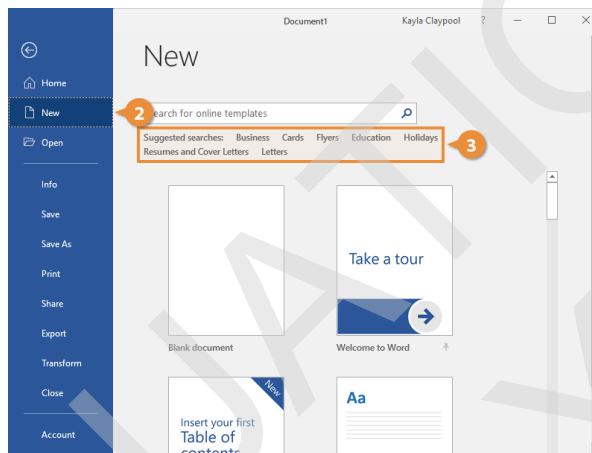 Document1 Kayla Claypool ?
New
Home
New
Open
Info
Save
Save As
Print
Share
Export
Transform
Close
Account
2
Search for online templates
Suggested searches: Business Cards Flyers Education Holidays
Resumes and Cover Letters Letters
3
Take a tour
Blank document Welcome to Word
New
Insert your first
Table of
contents
Aa